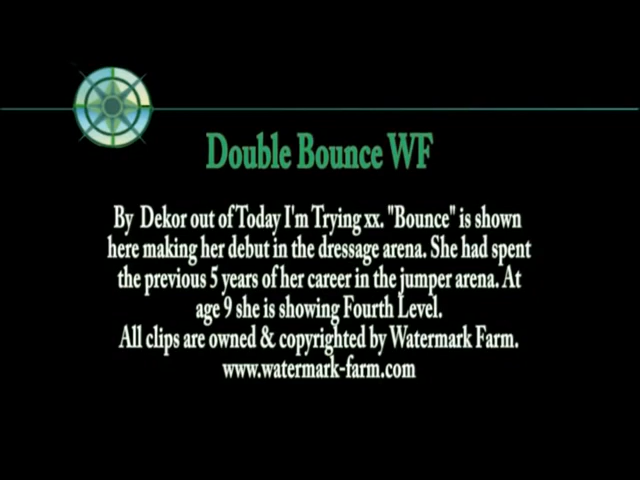 Double Bounce WF
By Dekor out of Today I'm Trying xx. "Bounce" is shown
here making her debut in the dressage arena. She had spent
the previous 5 years of her career in the jumper arena. At
age 9 she is showing Fourth Level.
All clips are owned & copyrighted by Watermark Farm.
www.watermark-farm.com